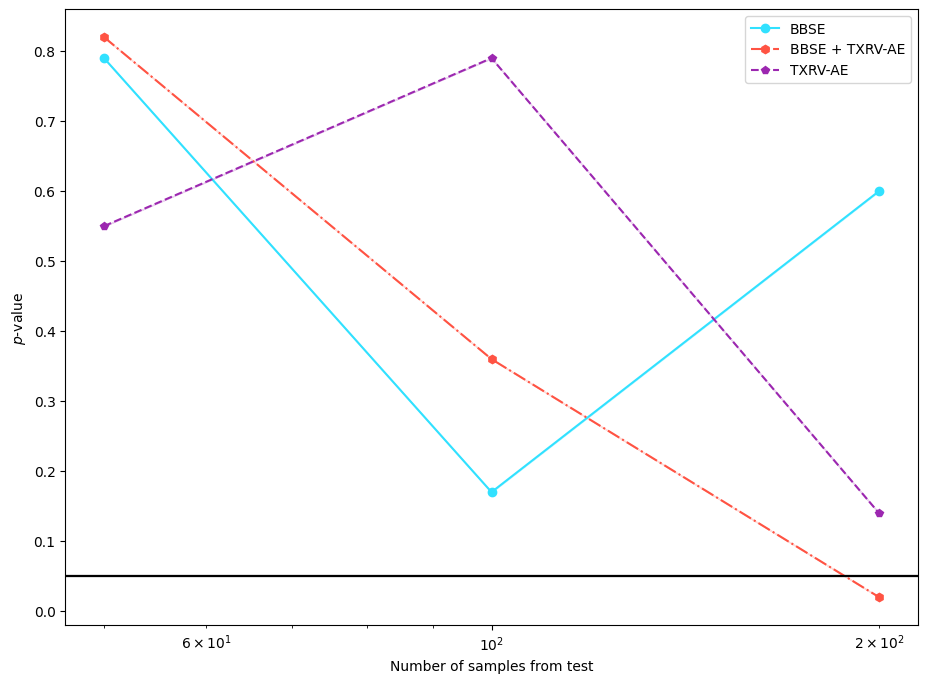 BBSE
BBSE + TXRV-AE
TXRV-AE
0.8
0.7
0.6
0.5
0.4
0.3
0.2
0.1
0.0
p-value
6 × 10¹
10²
2 × 10²
Number of samples from test